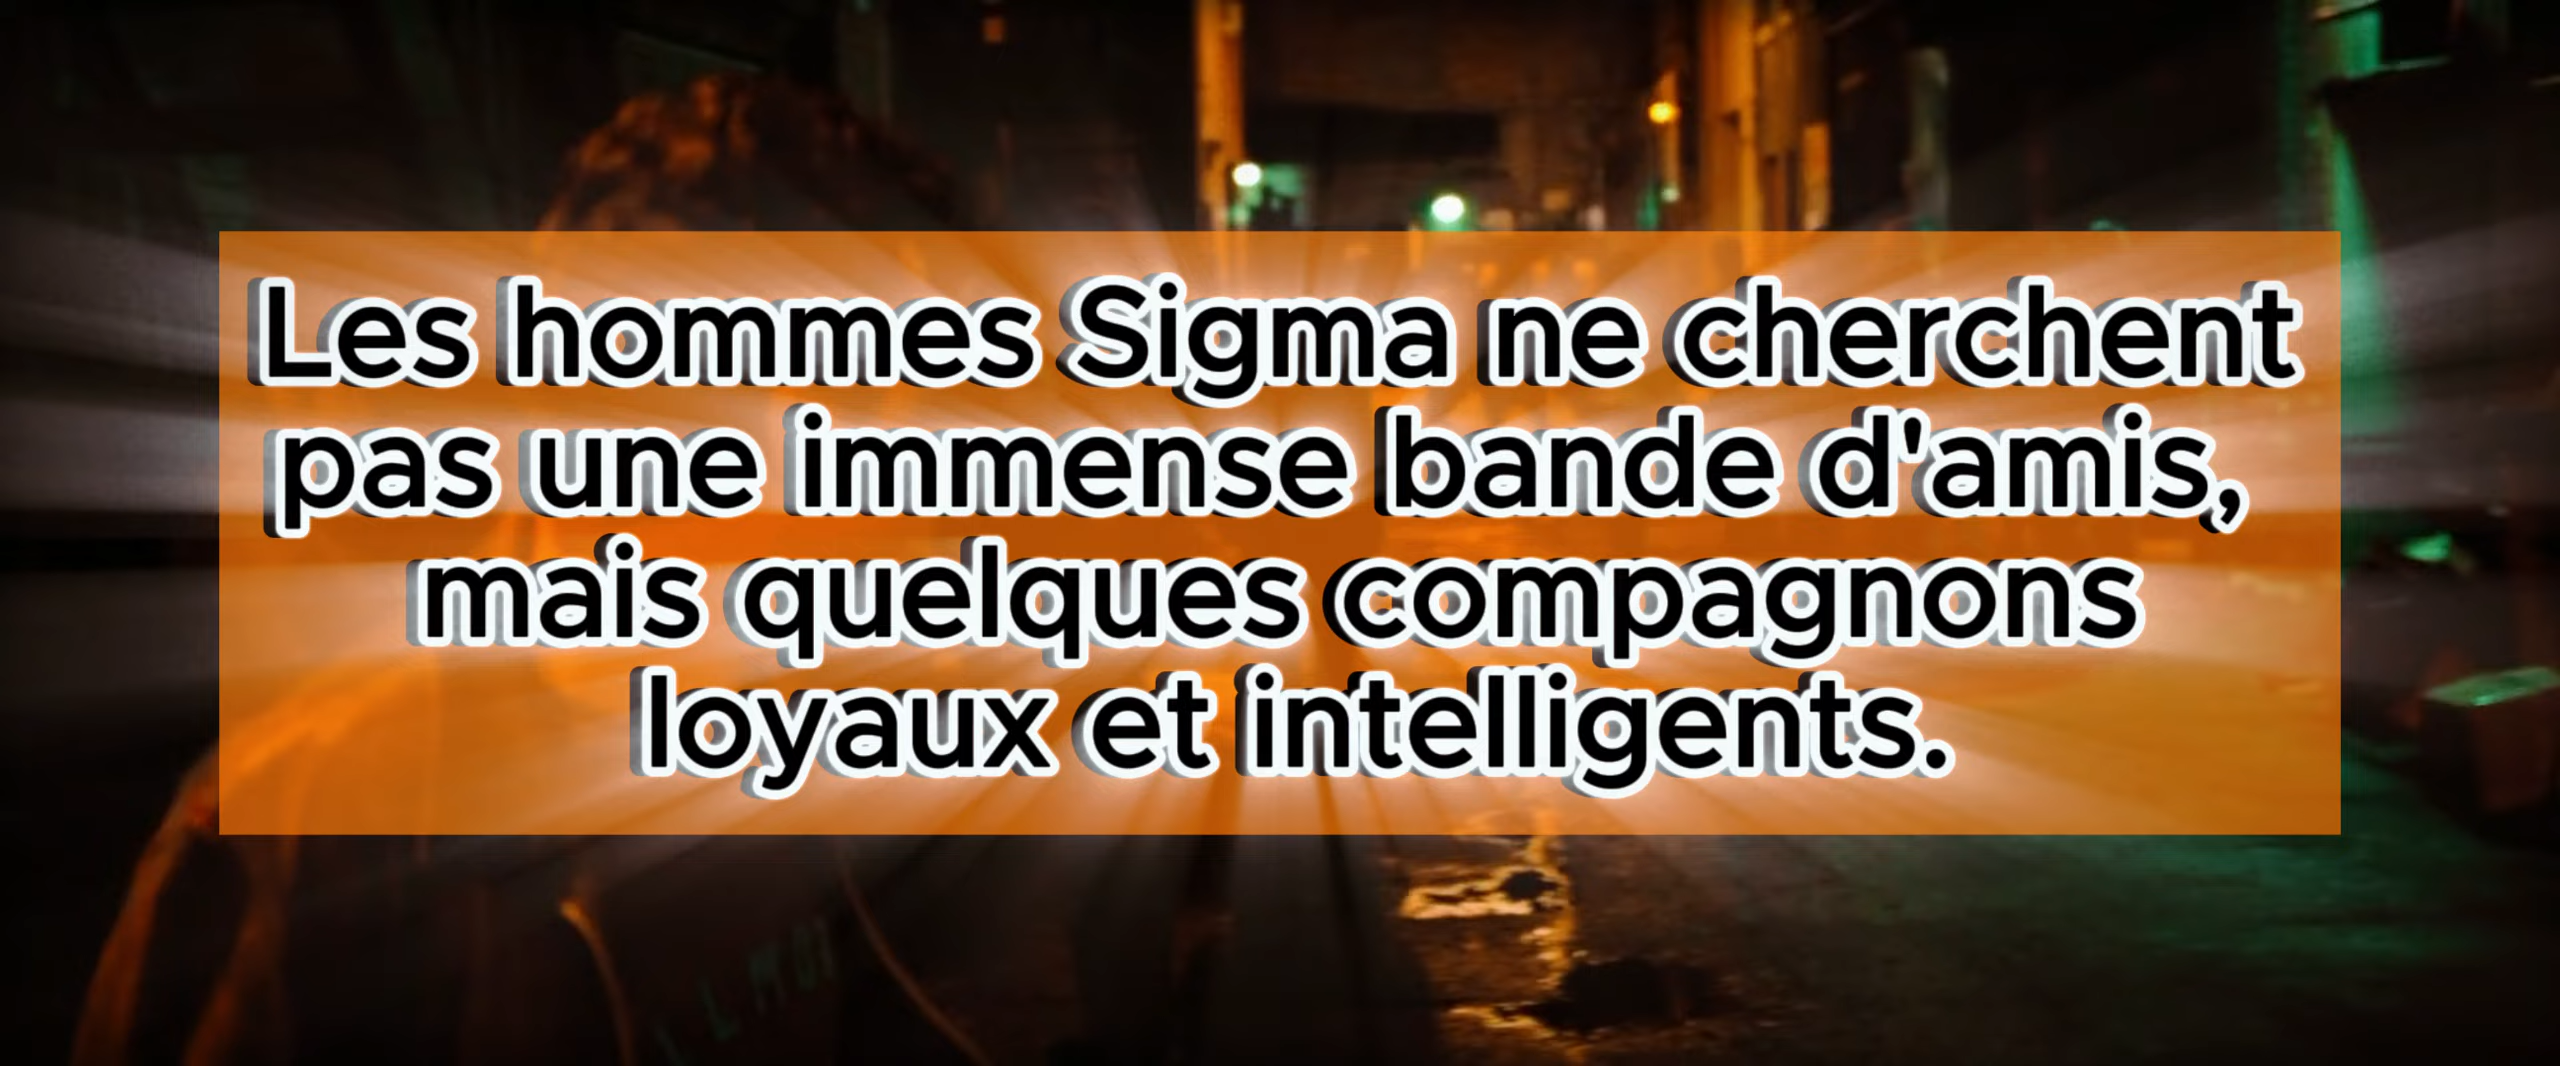 Les hommes Sigma ne cherchent
pas une immense bande d'amis,
mais quelques compagnons
loyaux et intelligents.